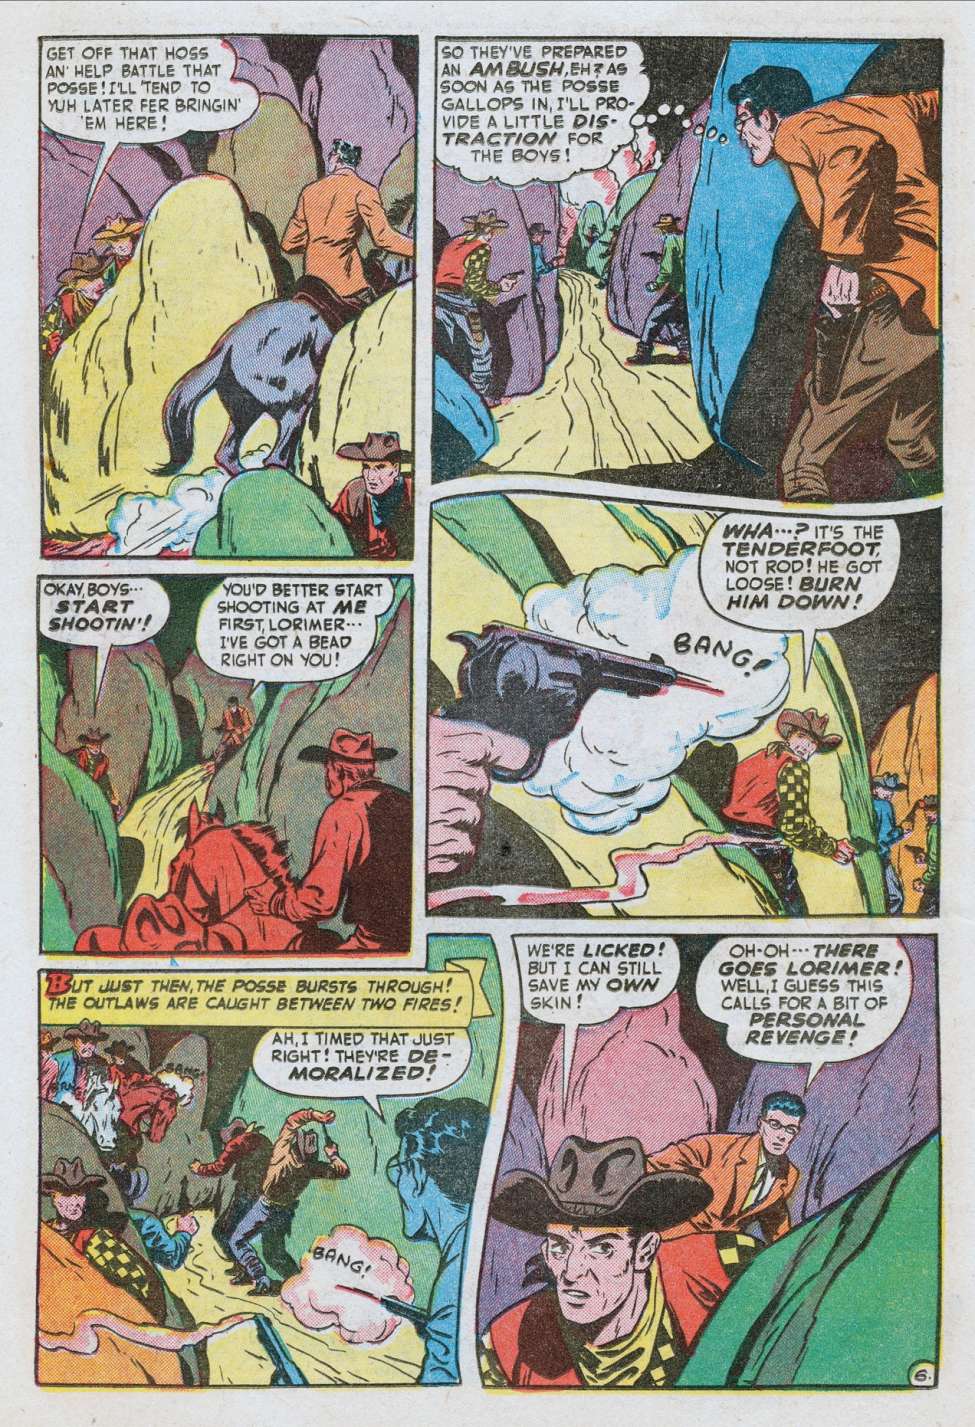 GET OFF THAT HOSS
AN' HELP BATTLE THAT
POSSE! I'LL 'TEND TO
YUH LATER FER BRINGIN'
'EM HERE!
SO THEY'VE PREPARED
AN AMBUSH, EH? AS
SOON AS THE POSSE
GALLOPS IN, I'LL PRO-
VIDE A LITTLE DIS-
TRACTION FOR
THE BOYS!
OKAY, BOYS---
START
SHOOTIN'!
YOU'D BETTER START
SHOOTING AT ME
FIRST, LORIMER---
I'VE GOT A BEAD
RIGHT ON YOU!
WHA---? IT'S THE
TENDERFOOT,
NOT ROD! HE GOT
LOOSE! BURN
HIM DOWN!
BANG!
BUT JUST THEN, THE POSSE BURSTS THROUGH!
THE OUTLAWS ARE CAUGHT BETWEEN TWO FIRES!
AH, I TIMED THAT JUST
RIGHT! THEY'RE DE-
MORALIZED!
BANG!
BANG!
BANG!
WE'RE LICKED!
BUT I CAN STILL
SAVE MY OWN
SKIN!
OH-OH--- THERE
GOES LORIMER!
WELL, I GUESS THIS
CALLS FOR A BIT OF
PERSONAL
REVENGE!
6.